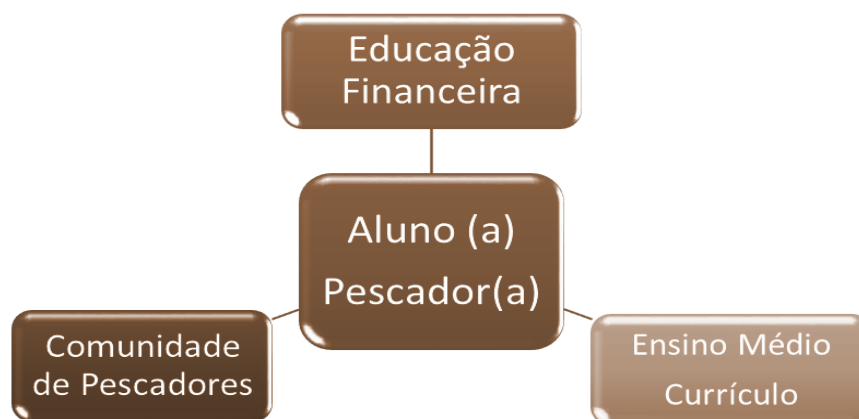 Educação
Financeira
Aluno (a)
Pescador(a)
Comunidade
de Pescadores
Ensino Médio
Currículo